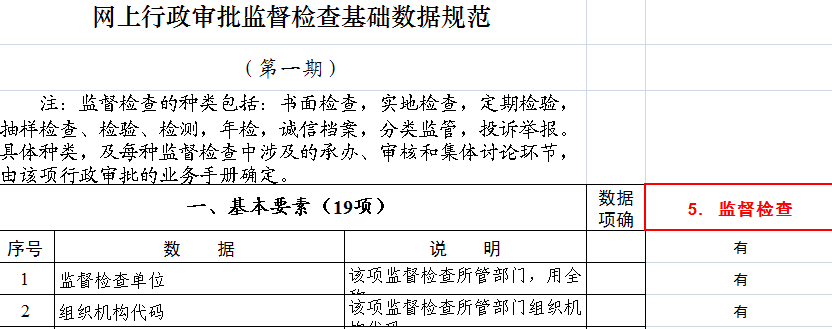 网上行政审批监督检查基础数据规范
（第一期）
注：监督检查的种类包括：书面检查，实地检查，定期检验，
抽样检查、检验、检测，年检，诚信档案，分类监管，投诉举报。
具体种类，及每种监督检查中涉及的承办、审核和集体讨论环节，
由该项行政审批的业务手册确定。
一、基本要素（19项） 数据 5. 监督检查
项确
序号 数 据 说 明 有
1 监督检查单位 该项监督检查所管部门，用全 有
2 组织机构代码 该项监督检查所管部门组织机 有